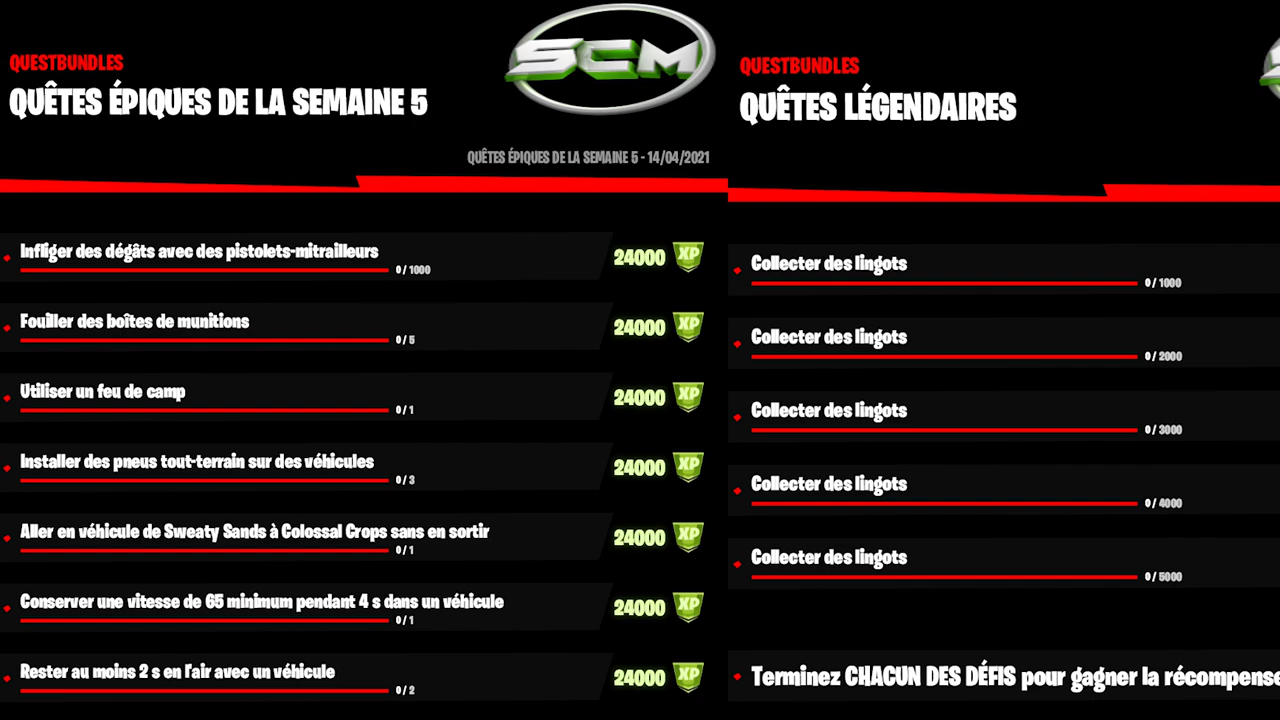 QUESTBUNDLES
QUÊTES ÉPIQUES DE LA SEMAINE 5
SCM
QUÊTES ÉPIQUES DE LA SEMAINE 5 - 14/04/2021
Infliger des dégâts avec des pistolets-mitrailleurs
0 / 1000
24000 XP
Fouiller des boîtes de munitions
0 / 5
24000 XP
Utiliser un feu de camp
0 / 1
24000 XP
Installer des pneus tout-terrain sur des véhicules
0 / 3
24000 XP
Aller en véhicule de Sweaty Sands à Colossal Crops sans en sortir
0 / 1
24000 XP
Conserver une vitesse de 65 minimum pendant 4 s dans un véhicule
0 / 1
24000 XP
Rester au moins 2 s en l'air avec un véhicule
0 / 2
24000 XP
QUESTBUNDLES
QUÊTES LÉGENDAIRES
Collecter des lingots
0 / 1000
Collecter des lingots
0 / 2000
Collecter des lingots
0 / 3000
Collecter des lingots
0 / 4000
Collecter des lingots
0 / 5000
Terminez CHACUN DES DÉFIS pour gagner la récompense